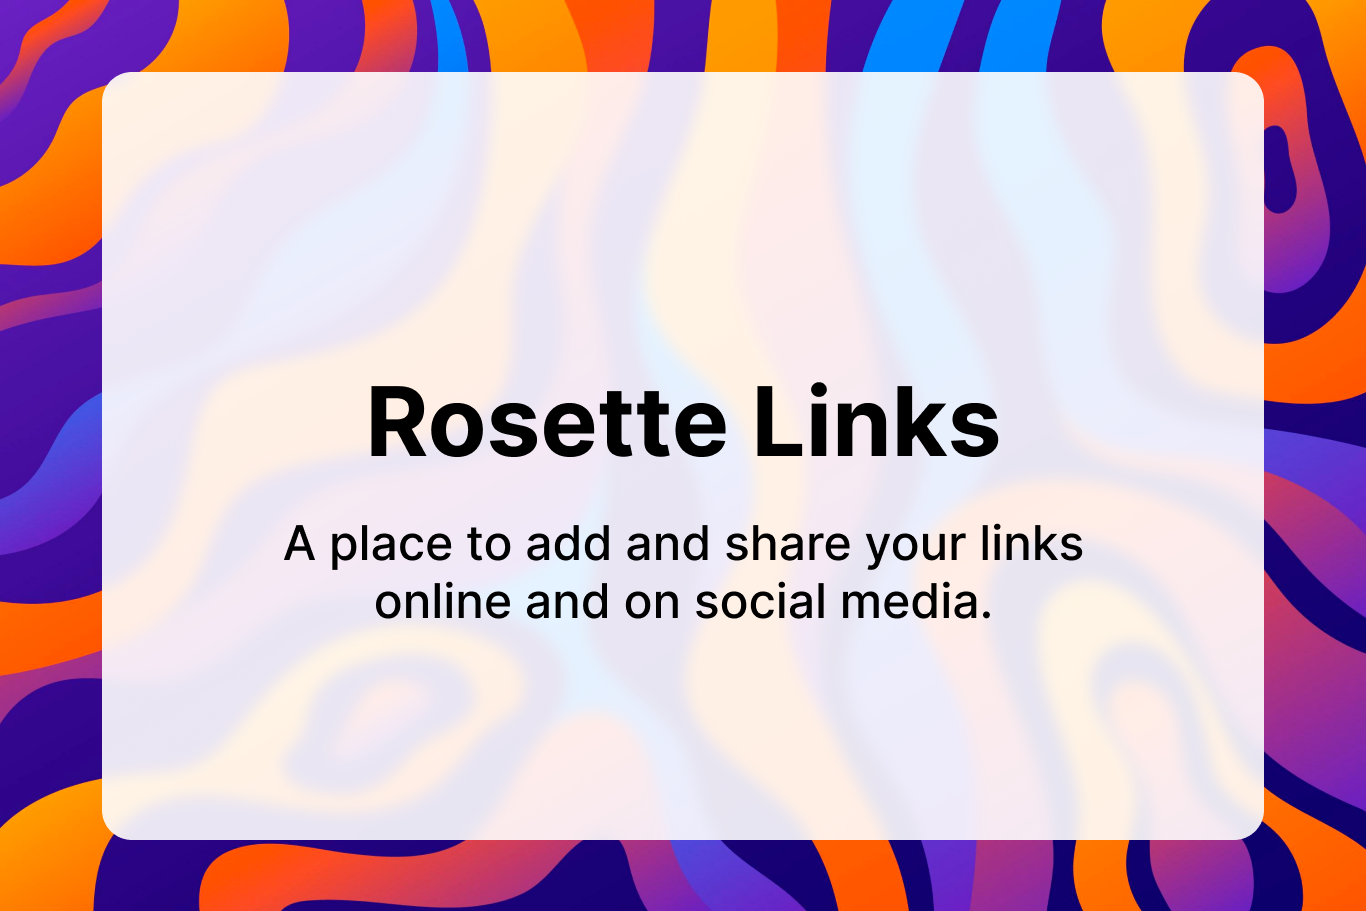 Rosette Links
A place to add and share your links
online and on social media.